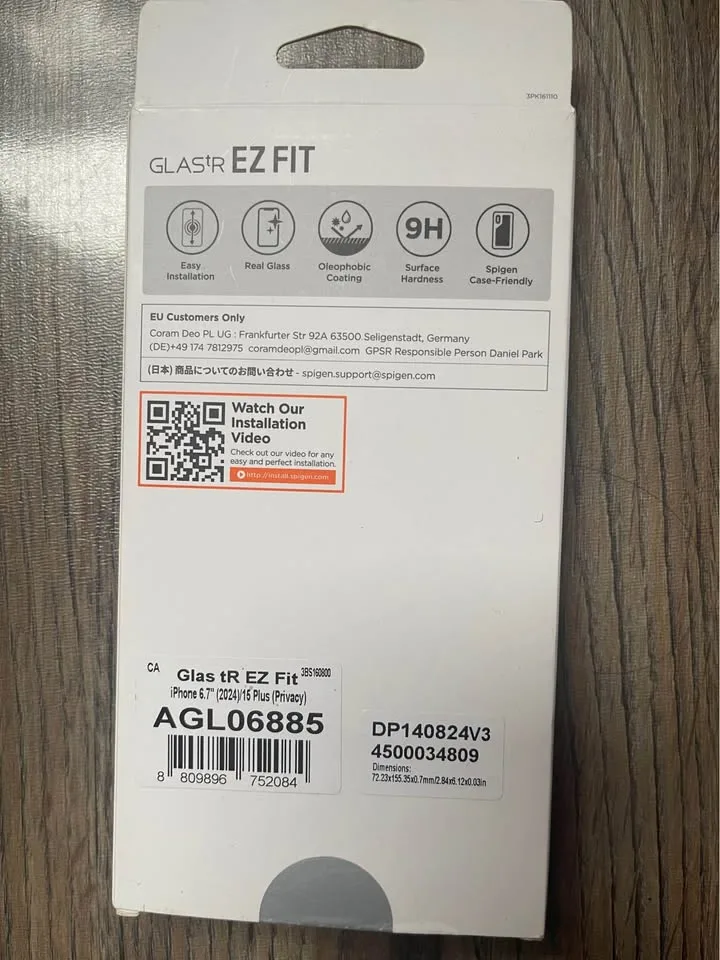 3PK161110
GLAStR EZ FIT
Easy
Installation
Real Glass
Oleophobic
Coating
9H
Surface
Hardness
Spigen
Case-Friendly
EU Customers Only
Coram Deo PL UG : Frankfurter Str 92A 63500 Seligenstadt, Germany
(DE)+49 174 7812975 coramdeopl@gmail.com GPSR Responsible Person Daniel Park
(日本) 商品についてのお問い合わせ - spigen.support@spigen.com
Watch Our
Installation
Video
Check out our video for any
easy and perfect installation.
http://install.spigen.com
CA Glas tR EZ Fit 3BS160800
iPhone 6.7" (2024)/15 Plus (Privacy)
AGL06885
8 809896 752084
DP140824V3
4500034809
Dimensions:
72.23x155.35x0.7mm/2.84x6.12x0.03in